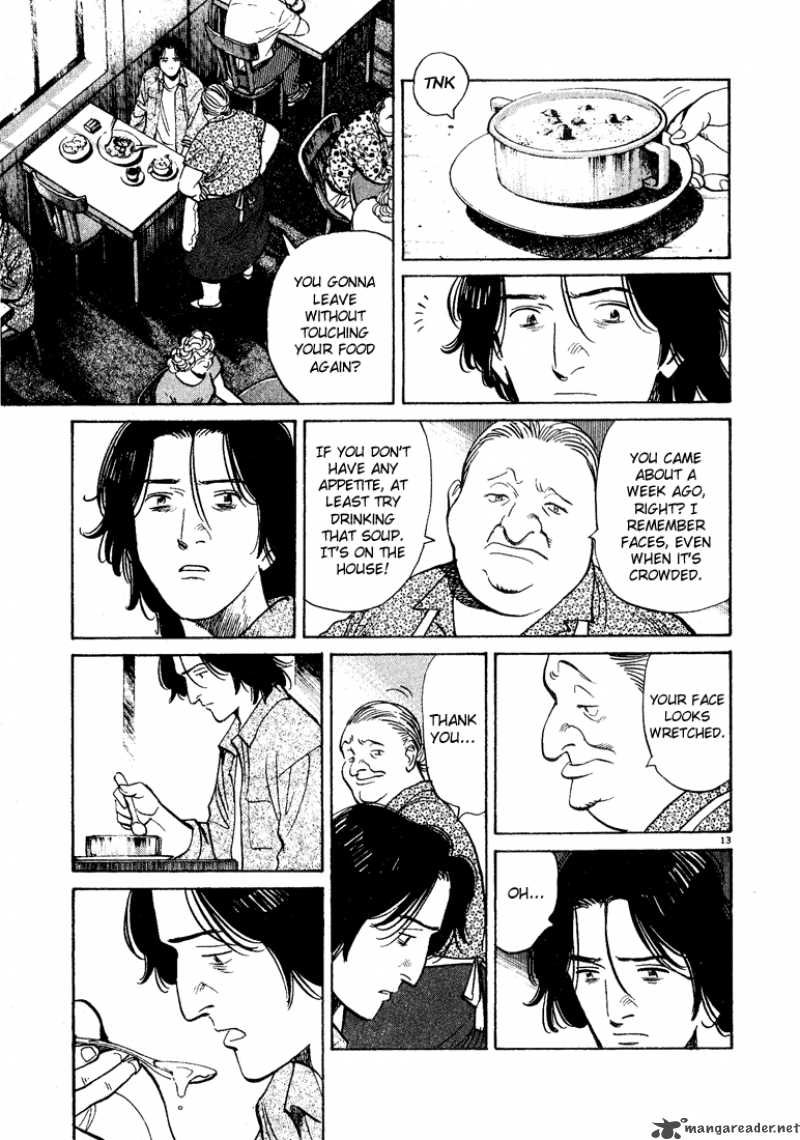 TNK
YOU GONNA
LEAVE
WITHOUT
TOUCHING
YOUR FOOD
AGAIN?
YOU CAME
ABOUT A
WEEK AGO,
RIGHT? I
REMEMBER
FACES, EVEN
WHEN IT'S
CROWDED.
IF YOU DON'T
HAVE ANY
APPETITE, AT
LEAST TRY
DRINKING
THAT SOUP.
IT'S ON THE
HOUSE!
YOUR FACE
LOOKS
WRETCHED.
13
OH...
THANK
YOU...
mangareader.net